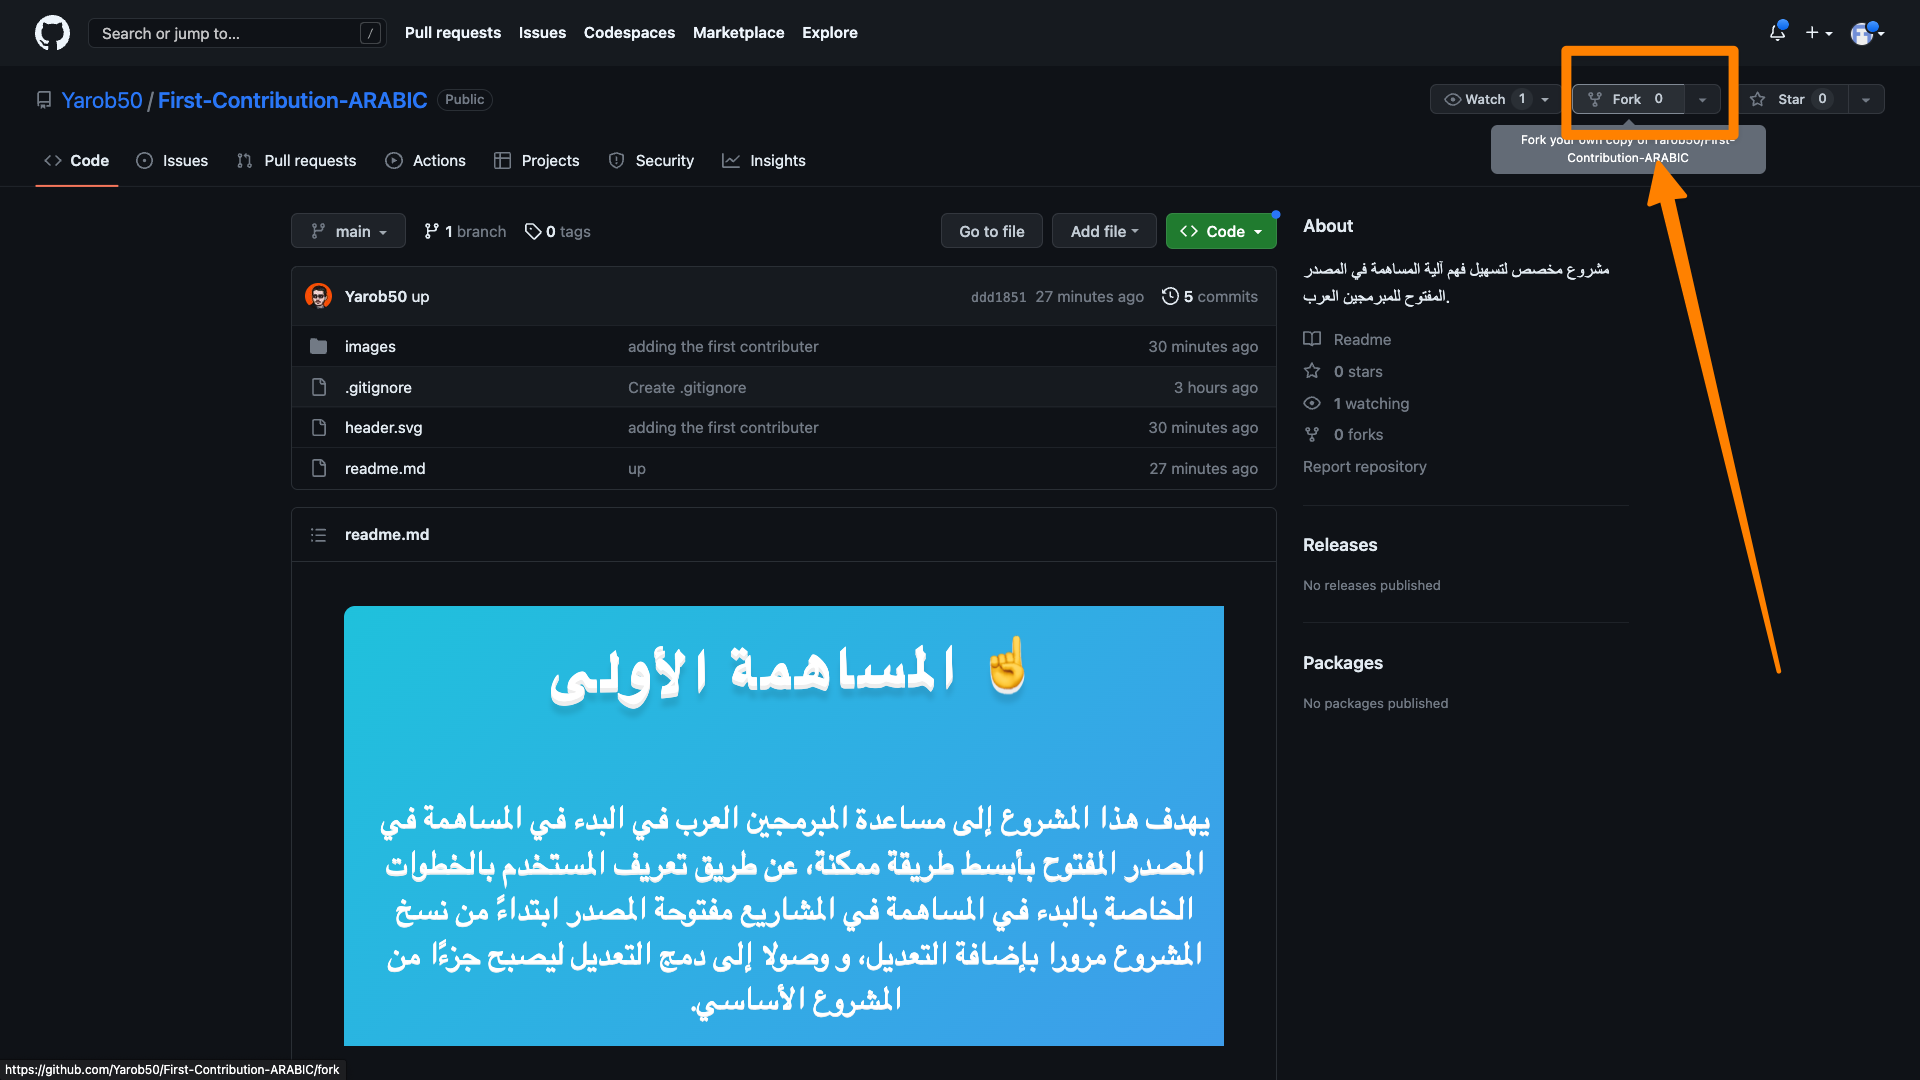 Search or jump to...
/
Pull requests
Issues
Codespaces
Marketplace
Explore
Yarob50 / First-Contribution-ARABIC
Public
Watch 1
Fork 0
Star 0
Fork your own copy of Yarob50/First-
Contribution-ARABIC
Code
Issues
Pull requests
Actions
Projects
Security
Insights
main
1 branch
0 tags
Go to file
Add file
Code
Yarob50 up
ddd1851 27 minutes ago
5 commits
images
adding the first contributer
30 minutes ago
.gitignore
Create .gitignore
3 hours ago
header.svg
adding the first contributer
30 minutes ago
readme.md
up
27 minutes ago
About
مشروع مخصص لتسهيل فهم آلية المساهمة في المصدر
المفتوح للمبرمجين العرب.
Readme
0 stars
1 watching
0 forks
Report repository
Releases
No releases published
Packages
No packages published
readme.md
☝️ المساهمة الأولى
يهدف هذا المشروع إلى مساعدة المبرمجين العرب في البدء في المساهمة في
المصدر المفتوح بأبسط طريقة ممكنة، عن طريق تعريف المستخدم بالخطوات
الخاصة بالبدء في المساهمة في المشاريع مفتوحة المصدر ابتداءً من نسخ
المشروع مرورا بإضافة التعديل، و وصولا إلى دمج التعديل ليصبح جزءًا من
المشروع الأساسي.
https://github.com/Yarob50/First-Contribution-ARABIC/fork